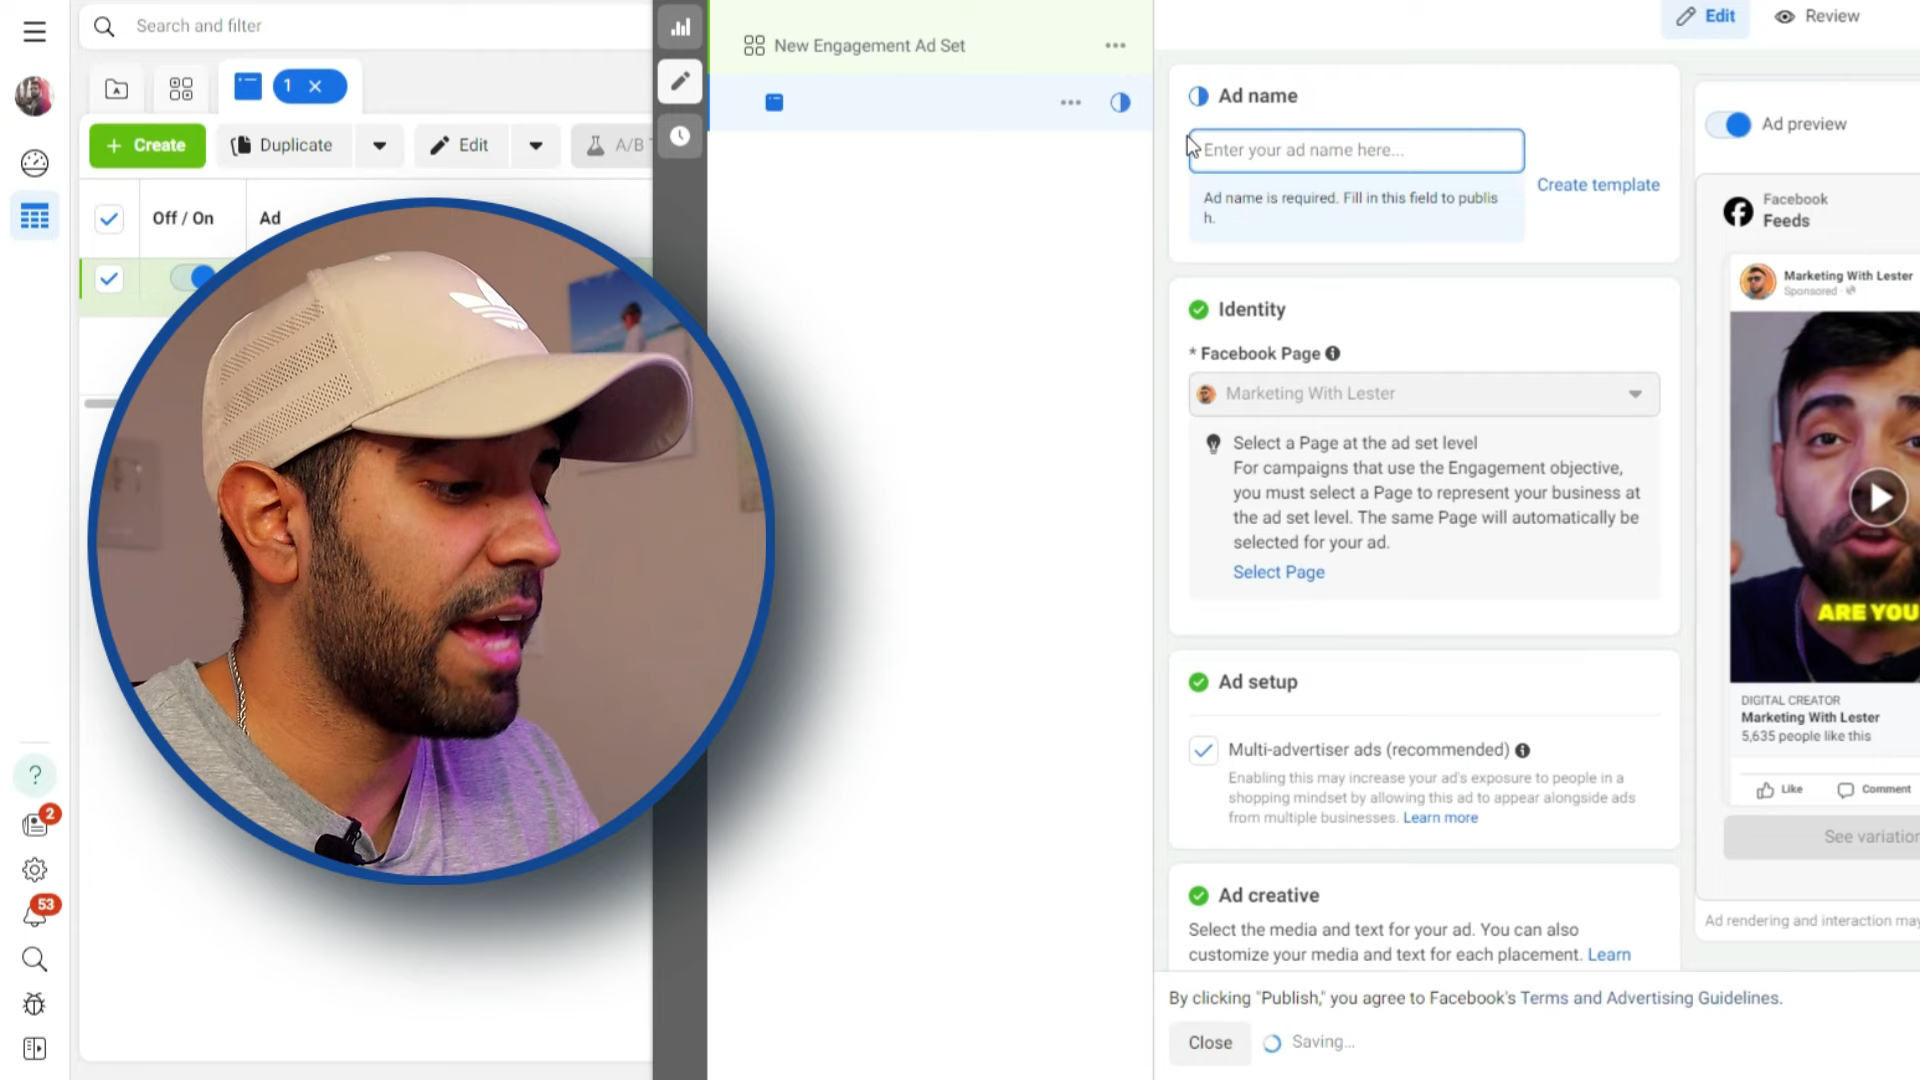 Search and filter
1
Create
Duplicate
Edit
A/B
Off / On
Ad
2
53
New Engagement Ad Set
Edit
Review
Ad name
Enter your ad name here...
Ad name is required. Fill in this field to publis
h.
Create template
Identity
* Facebook Page
Marketing With Lester
Select a Page at the ad set level
For campaigns that use the Engagement objective,
you must select a Page to represent your business at
the ad set level. The same Page will automatically be
selected for your ad.
Select Page
Ad setup
Multi-advertiser ads (recommended)
Enabling this may increase your ad's exposure to people in a
shopping mindset by allowing this ad to appear alongside ads
from multiple businesses. Learn more
Ad creative
Select the media and text for your ad. You can also
customize your media and text for each placement. Learn
By clicking "Publish," you agree to Facebook's Terms and Advertising Guidelines.
Close
Saving...
Ad preview
Facebook
Feeds
Marketing With Lester
Sponsored
ARE YOU
DIGITAL CREATOR
Marketing With Lester
5,635 people like this
Like
Comment
See
Ad rendering and interaction may